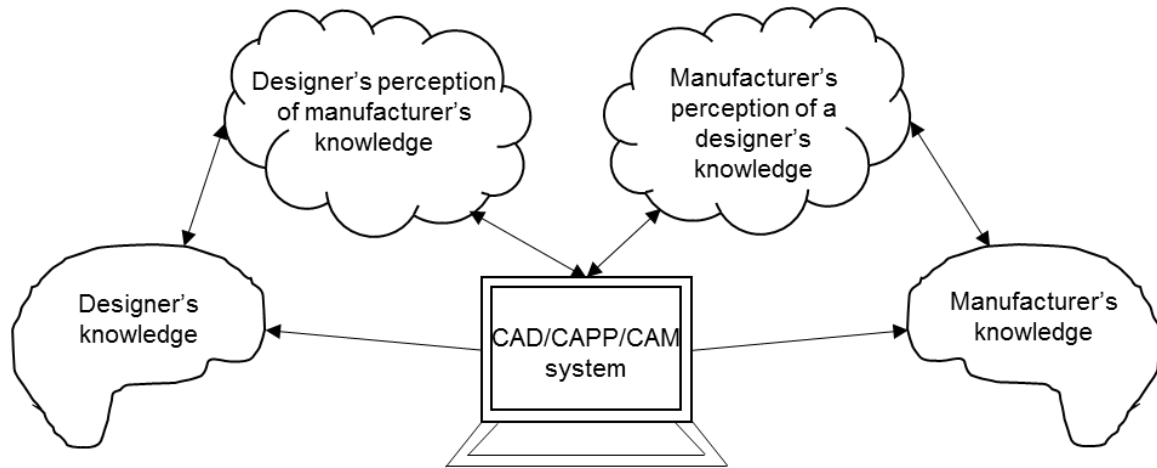 Designer's perception
of manufacturer's
knowledge
Manufacturer's
perception of a
designer's
knowledge
Designer's
knowledge
CAD/CAPP/CAM
system
Manufacturer's
knowledge